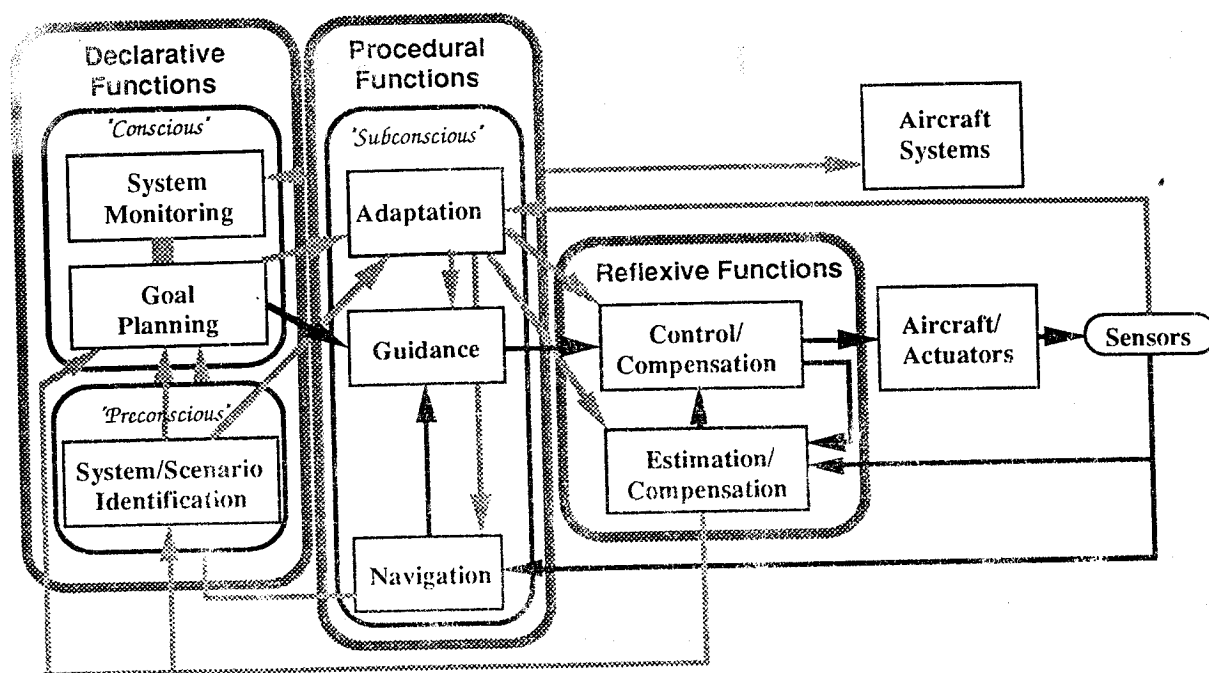 Declarative
Functions
"Conscious"
System
Monitoring
Goal
Planning
"Preconscious"
System/Scenario
Identification
Procedural
Functions
"Subconscious"
Adaptation
Guidance
Navigation
Reflexive Functions
Control/
Compensation
Estimation/
Compensation
Aircraft
Systems
Aircraft/
Actuators
Sensors